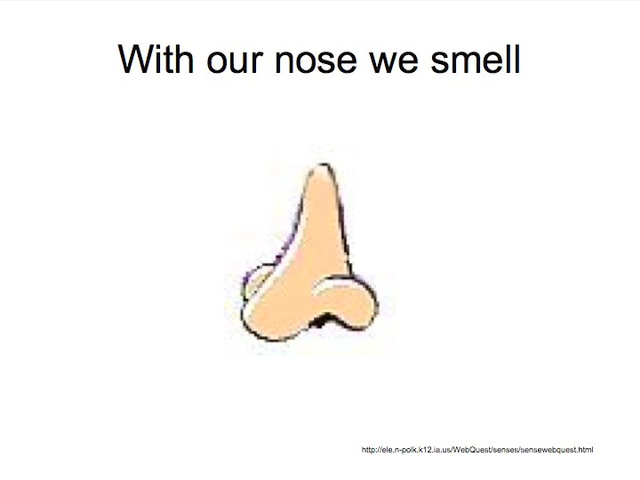 With our nose we smell
http://ele.n-polk.k12.ia.us/WebQuest/senses/sensewebquest.html